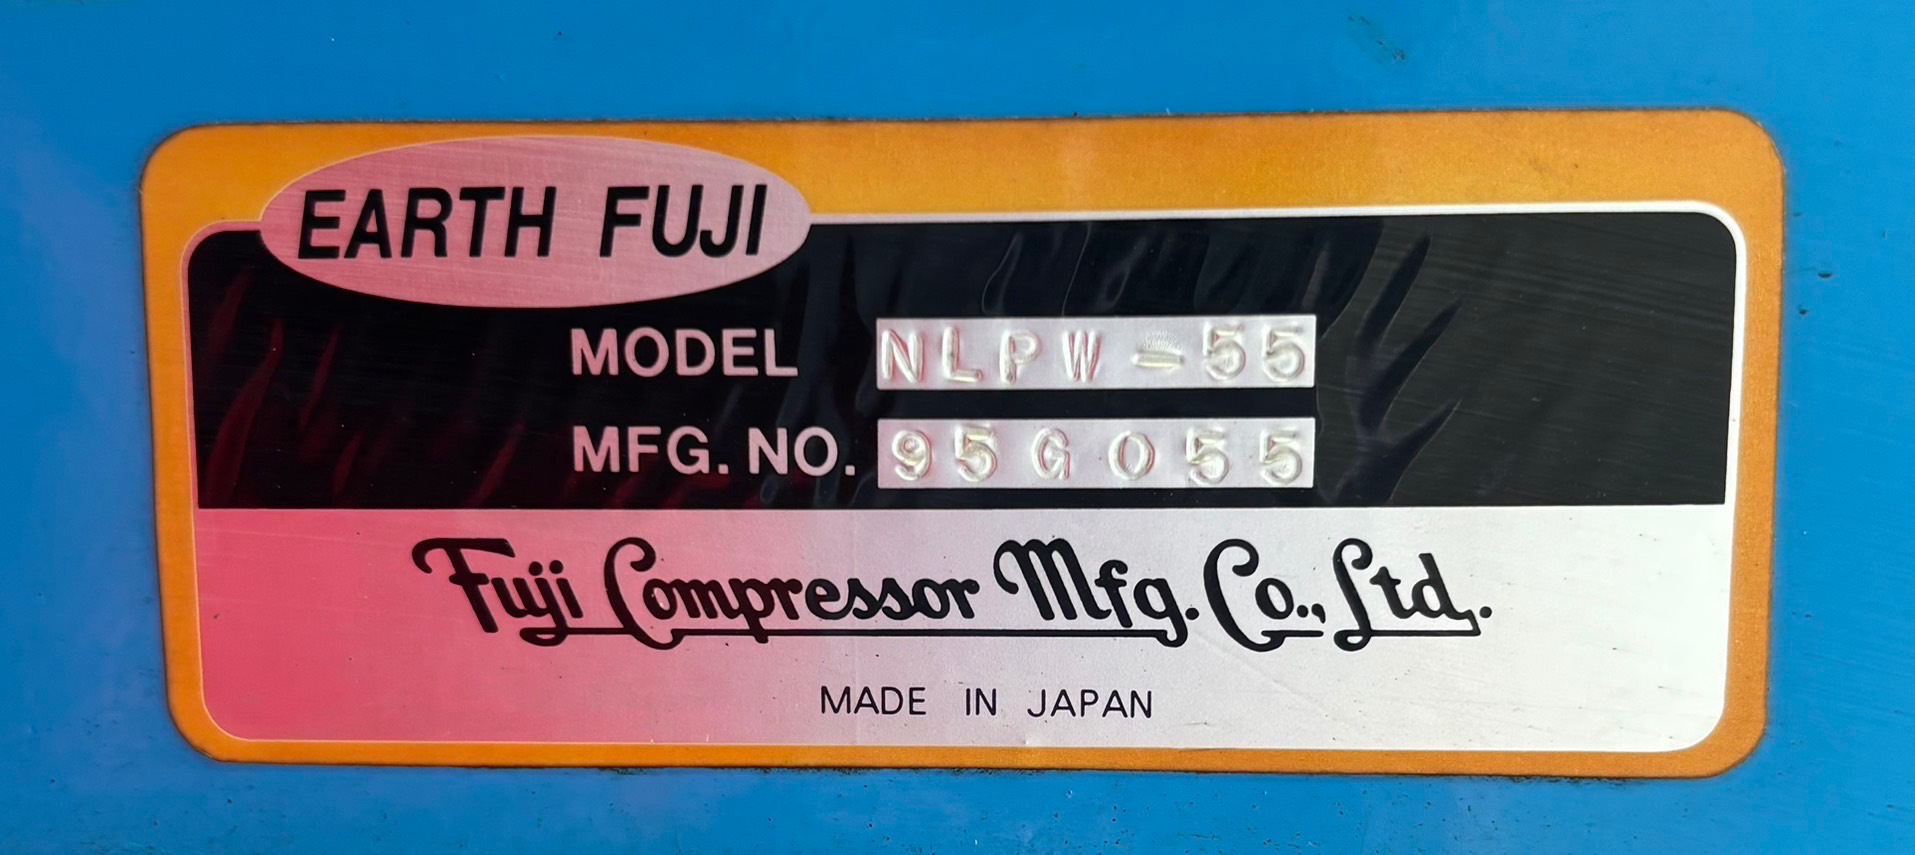 EARTH FUJI
MODEL NLPW-55
MFG. NO. 95G055
Fuji Compressor Mfg. Co., Ltd.
MADE IN JAPAN